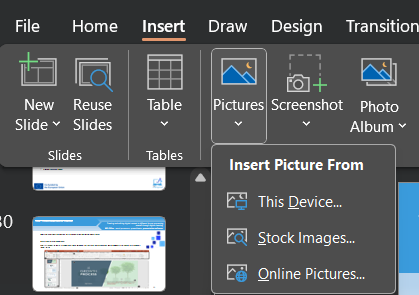 File Home Insert Draw Design Transition
New Slide Reuse Slides Table Pictures Screenshot Photo Album
Slides Tables
Insert Picture From
This Device...
Stock Images...
30
Online Pictures...